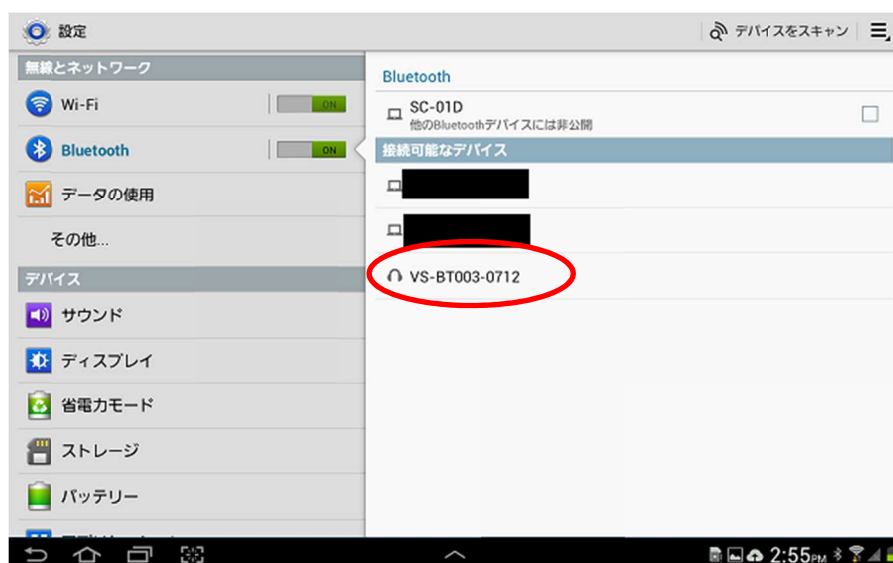 設定
デバイスをスキャン
無線とネットワーク
Wi-Fi
ON
Bluetooth
ON
データの使用
その他...
デバイス
サウンド
ディスプレイ
省電力モード
ストレージ
バッテリー
Bluetooth
SC-01D
他のBluetoothデバイスには非公開
接続可能なデバイス
VS-BT003-0712
2:55PM